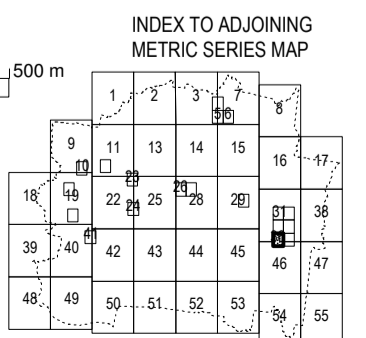 INDEX TO ADJOINING
METRIC SERIES MAP
500 m
1 2 3 7
5 6 8
9 11 13 14 15
10 16 17
18 19 22 23 25 26 28 29 31 38
24
39 40 41 42 43 44 45 46 47
48 49 50 51 52 53 54 55